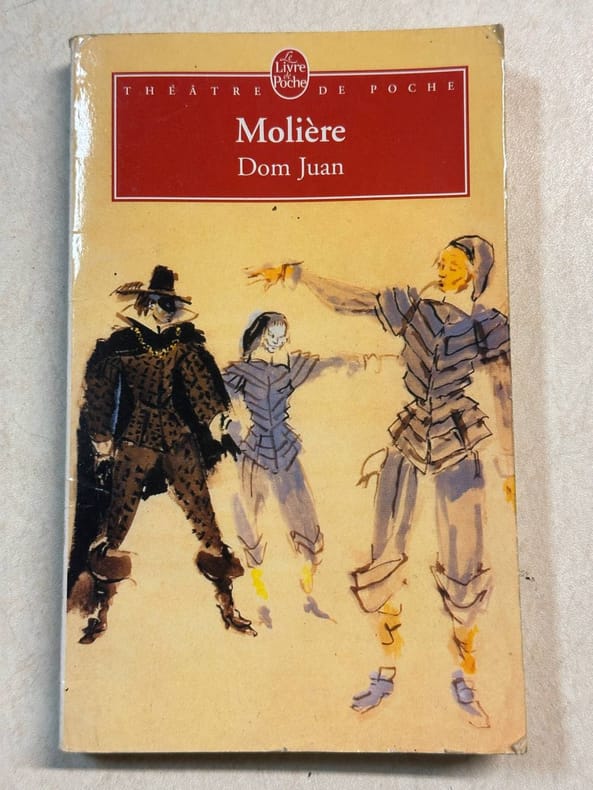 Le
Livre
de
Poche
THÉÂTRE DE POCHE
Molière
Dom Juan